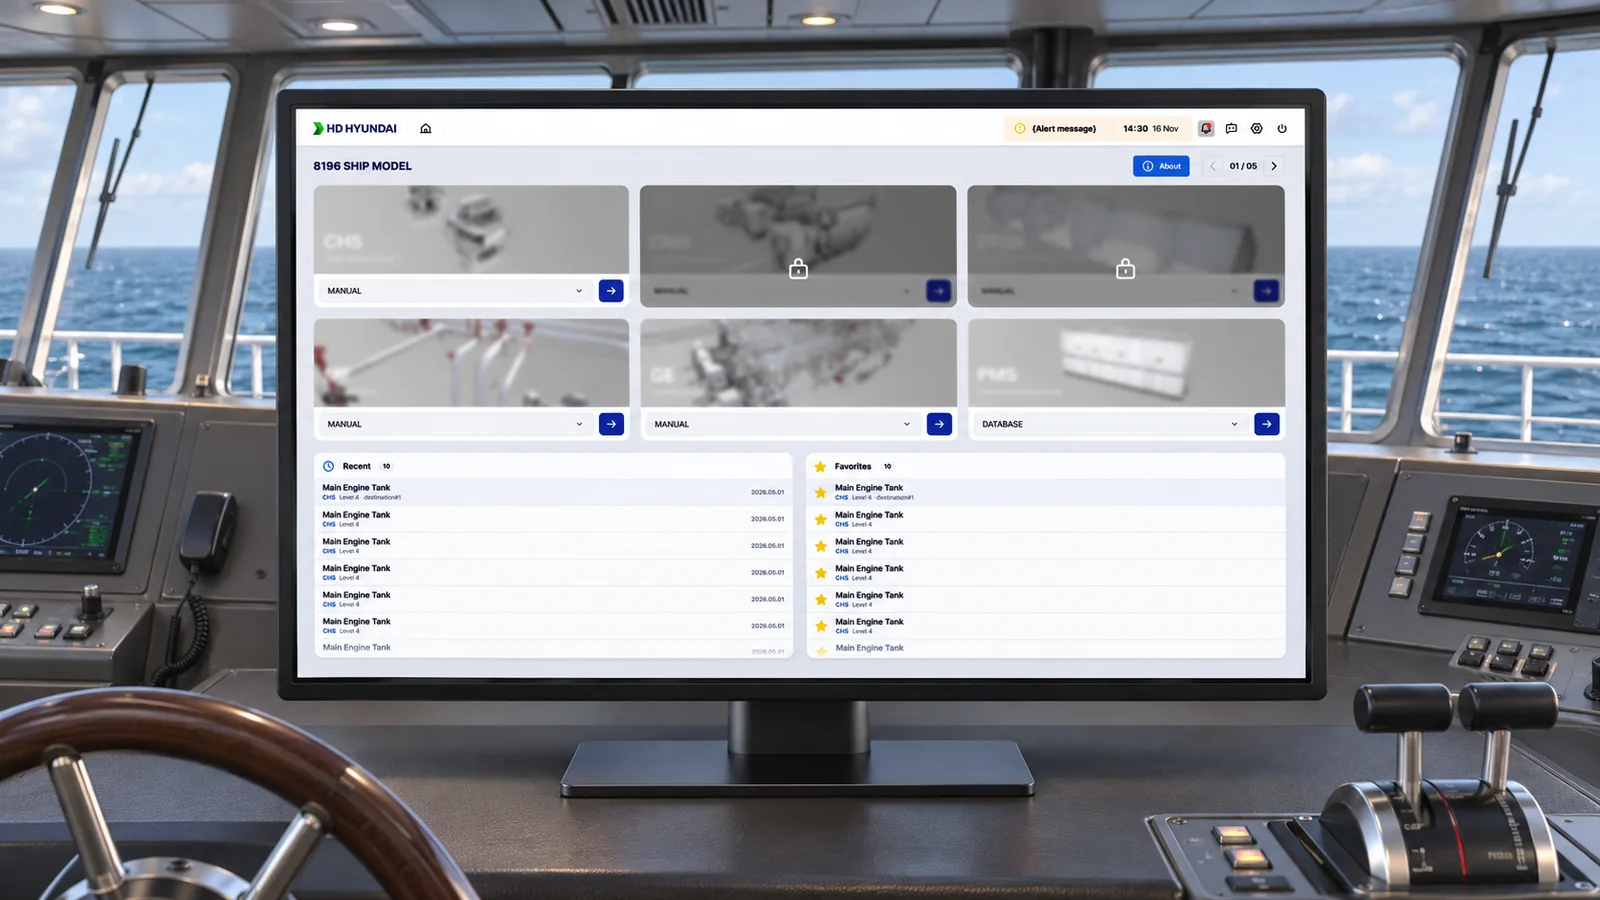 HD HYUNDAI
{Alert message}
14:30 16 Nov
8196 SHIP MODEL
About
01 / 05
CHS
MANUAL
MANUAL
MANUAL
GE
PMS
MANUAL
MANUAL
DATABASE
Recent 10
Main Engine Tank
CHS Level 4 · destination#1
2026.05.01
Main Engine Tank
CHS Level 4
2026.05.01
Main Engine Tank
CHS Level 4
2026.05.01
Main Engine Tank
CHS Level 4
2026.05.01
Main Engine Tank
CHS Level 4
2026.05.01
Main Engine Tank
CHS Level 4
2026.05.01
Main Engine Tank
2026.05.01
Favorites 10
Main Engine Tank
CHS Level 4 · destination#1
Main Engine Tank
CHS Level 4
Main Engine Tank
CHS Level 4
Main Engine Tank
CHS Level 4
Main Engine Tank
CHS Level 4
Main Engine Tank
CHS Level 4
Main Engine Tank